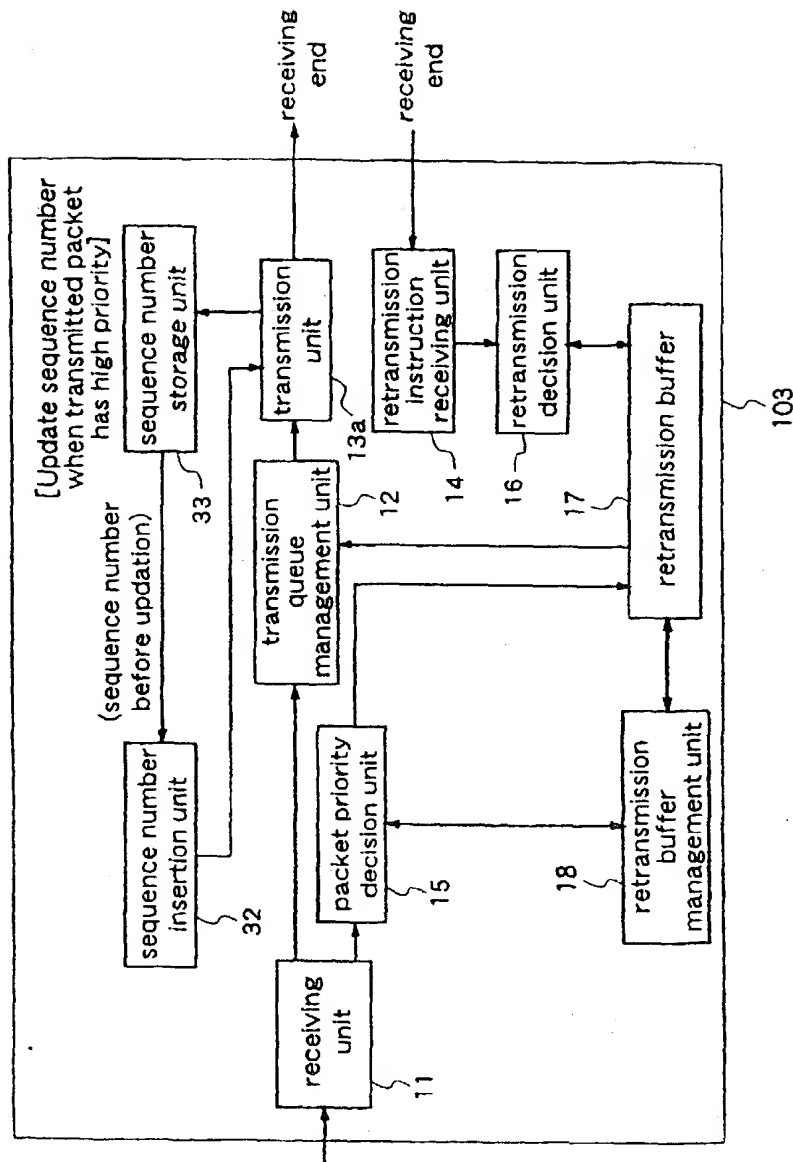 [Update sequence number
when transmitted packet
has high priority]
sequence number
storage unit
33
(sequence number
before updation)
sequence number
insertion unit
32
receiving
end
transmission
unit
13a
transmission
queue
management unit
12
receiving
unit
11
packet priority
decision unit
15
receiving
end
retransmission
instruction
receiving unit
14
retransmission
decision unit
16
retransmission buffer
17
retransmission
buffer
management unit
18
103